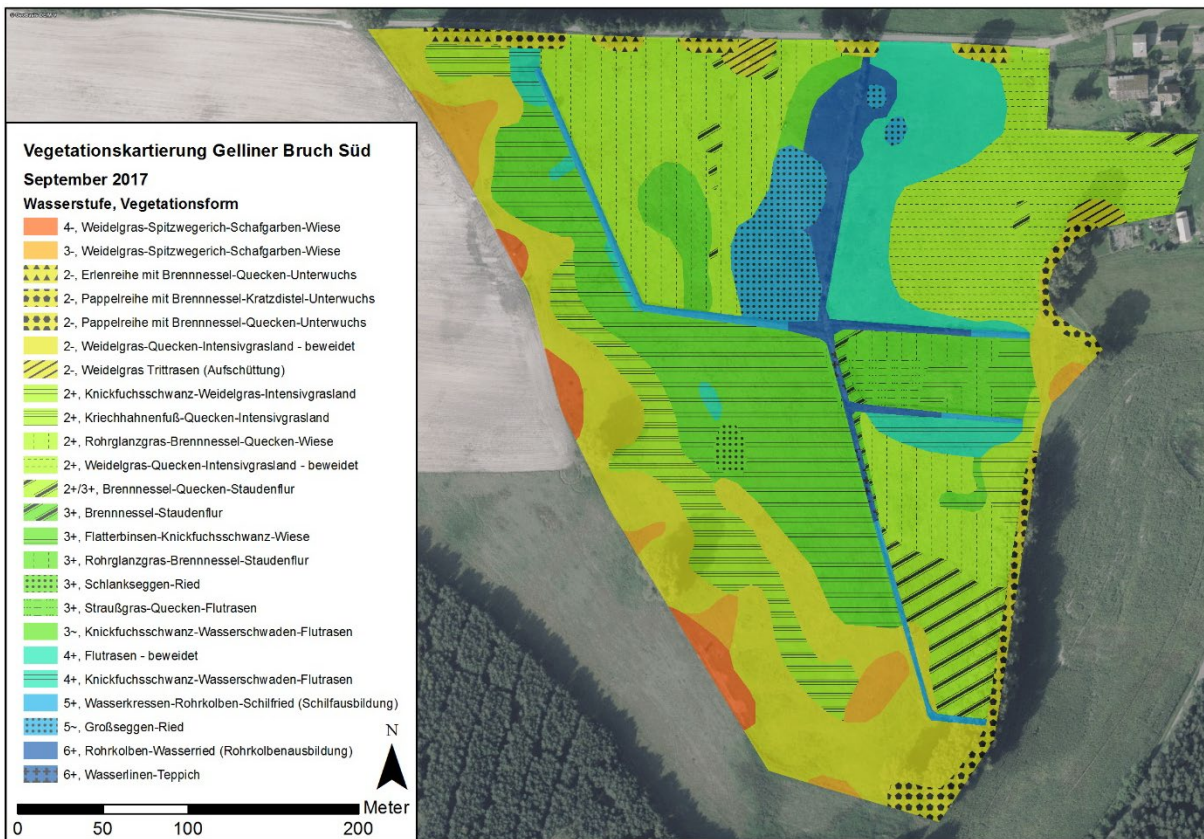 Vegetationskartierung Gelliner Bruch Süd
September 2017
Wasserstufe, Vegetationsform
4-, Weidelgras-Spitzwegerich-Schafgarben-Wiese
3-, Weidelgras-Spitzwegerich-Schafgarben-Wiese
2-, Erlenreihe mit Brennnessel-Quecken-Unterwuchs
2-, Pappelreihe mit Brennnessel-Kratzdistel-Unterwuchs
2-, Pappelreihe mit Brennnessel-Quecken-Unterwuchs
2-, Weidelgras-Quecken-Intensivgrasland - beweidet
2-, Weidelgras Trittrasen (Aufschüttung)
2+, Knickfuchsschwanz-Weidelgras-Intensivgrasland
2+, Kriechhahnenfuß-Quecken-Intensivgrasland
2+, Rohrglanzgras-Brennnessel-Quecken-Wiese
2+, Weidelgras-Quecken-Intensivgrasland - beweidet
2+/3+, Brennnessel-Quecken-Staudenflur
3+, Brennnessel-Staudenflur
3+, Flatterbinsen-Knickfuchsschwanz-Wiese
3+, Rohrglanzgras-Brennnessel-Staudenflur
3+, Schlankseggen-Ried
3+, Straußgras-Quecken-Flutrasen
3~, Knickfuchsschwanz-Wasserschwaden-Flutrasen
4+, Flutrasen - beweidet
4+, Knickfuchsschwanz-Wasserschwaden-Flutrasen
5+, Wasserkressen-Rohrkolben-Schilfried (Schilfausbildung)
5~, Großseggen-Ried
6+, Rohrkolben-Wasserried (Rohrkolbenausbildung)
6+, Wasserlinen-Teppich
N
Meter
0 50 100 200